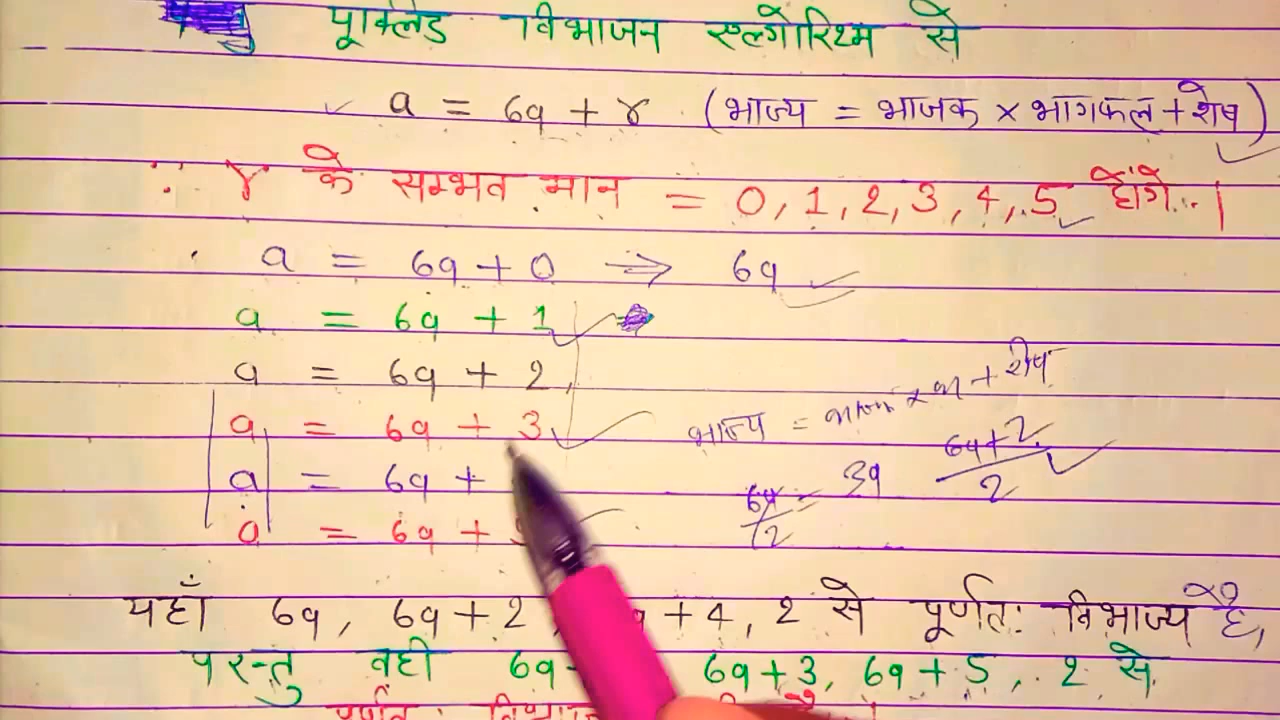 यूक्लिड विभाजन एल्गोरिथ्म से
a = 6q + r (भाज्य = भाजक × भागफल + शेष)
∵ r के सम्भव मान = 0, 1, 2, 3, 4, 5 होंगे।
a = 6q + 0 ⇒ 6q
a = 6q + 1
a = 6q + 2,
a = 6q + 3
भाज्य = + शेष
a = 6q +
6q/2 = 3q (6q+2)/2
a = 6q +
यहाँ 6q, 6q + 2, q + 4, 2 से पूर्णतः विभाज्य है,
परन्तु वही 6q 6q + 3, 6q + 5, 2 से
पूर्णतः